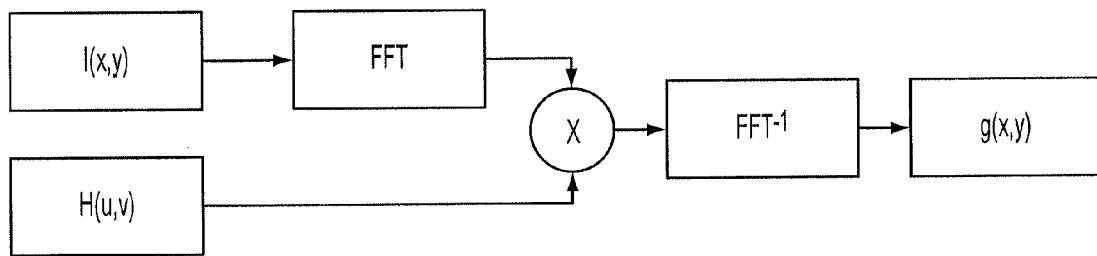 I(x,y)
FFT
X
FFT-1
g(x,y)
H(u,v)